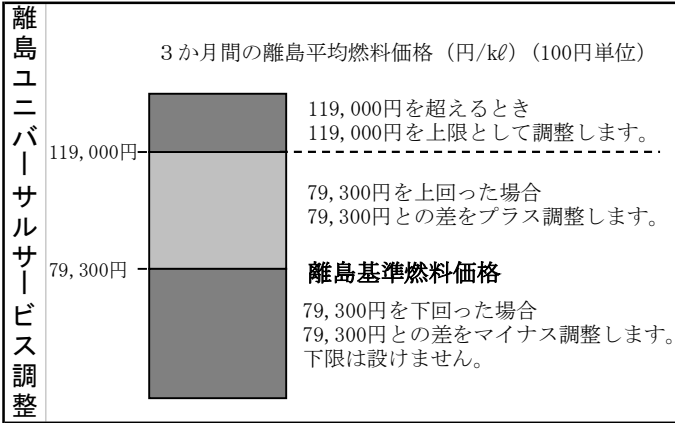 離島ユニバーサルサービス調整
３か月間の離島平均燃料価格（円/kℓ）(100円単位)
119,000円を超えるとき
119,000円を上限として調整します。
119,000円
79,300円を上回った場合
79,300円との差をプラス調整します。
79,300円
離島基準燃料価格
79,300円を下回った場合
79,300円との差をマイナス調整します。
下限は設けません。